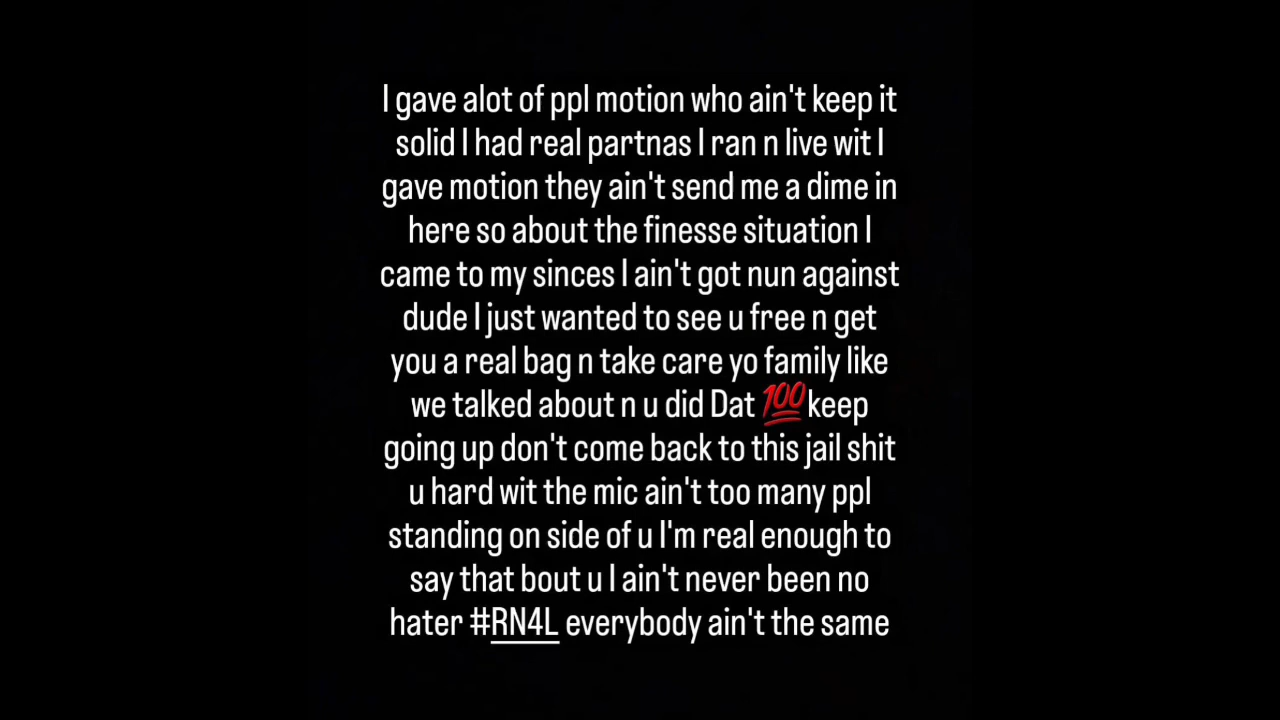 I gave alot of ppl motion who ain't keep it
solid I had real partnas I ran n live wit I
gave motion they ain't send me a dime in
here so about the finesse situation I
came to my sinces I ain't got nun against
dude I just wanted to see u free n get
you a real bag n take care yo family like
we talked about n u did Dat 💯keep
going up don't come back to this jail shit
u hard wit the mic ain't too many ppl
standing on side of u I'm real enough to
say that bout u I ain't never been no
hater #RN4L everybody ain't the same